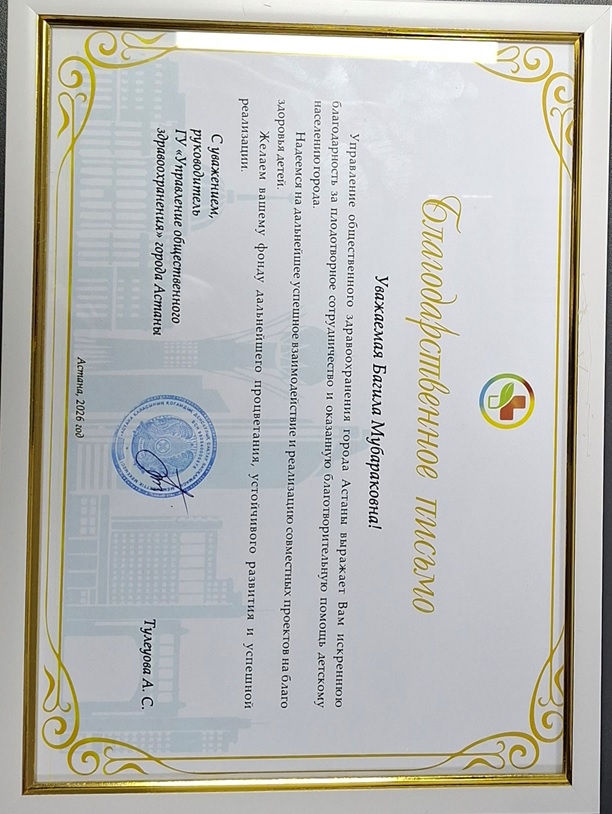 Благодарственное письмо
Уважаемая Багила Мубараковна!
Управление общественного здравоохранения города Астаны выражает Вам искреннюю
благодарность за плодотворное сотрудничество и оказанную благотворительную помощь детскому
населению города.
Надеемся на дальнейшее успешное взаимодействие и реализацию совместных проектов на благо
здоровья детей.
Желаем вашему фонду дальнейшего процветания, устойчивого развития и успешной
реализации.
С уважением,
руководитель
ГУ «Управление общественного
здравоохранения» города Астаны
Тулеуова А. С.
Астана, 2026 год